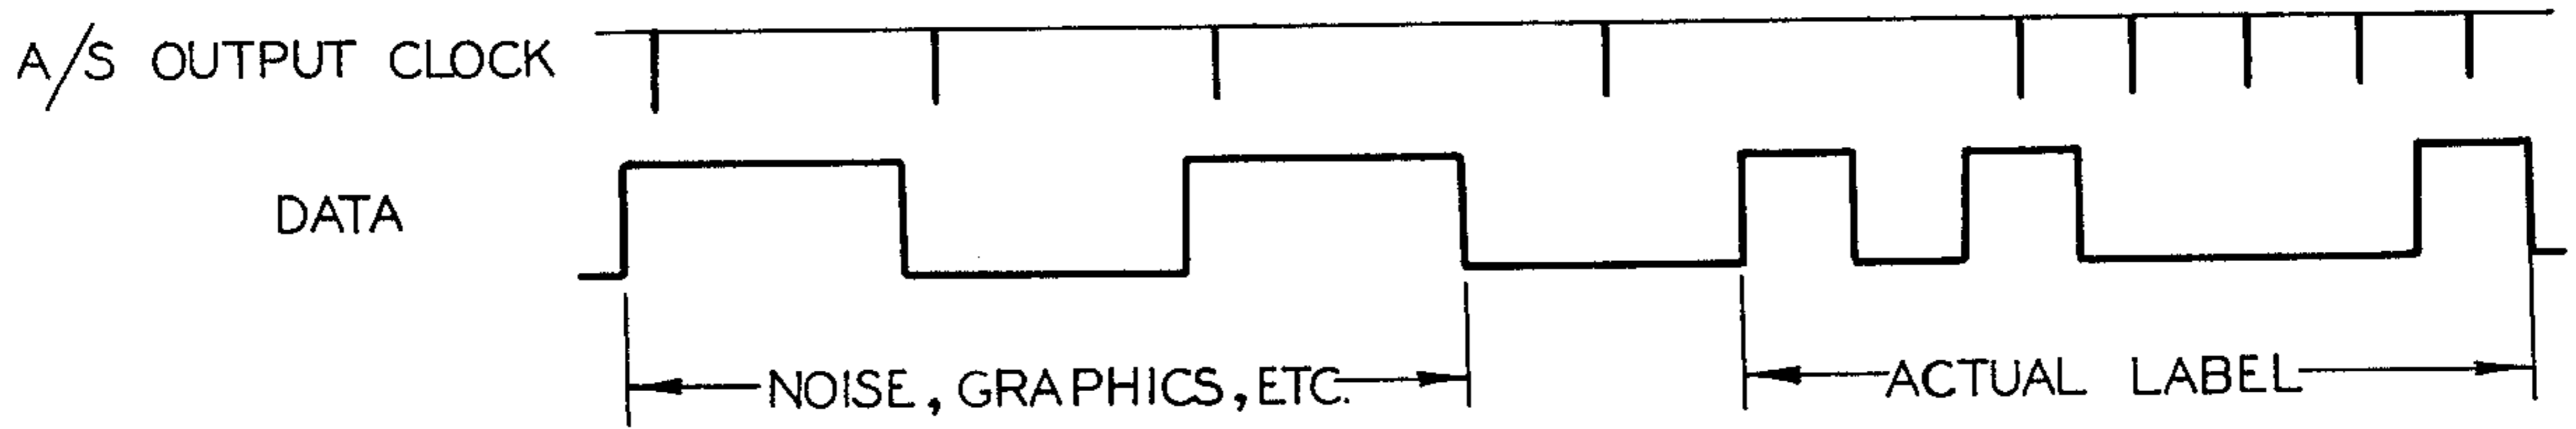 A/S OUTPUT CLOCK
DATA
NOISE, GRAPHICS, ETC.
ACTUAL LABEL